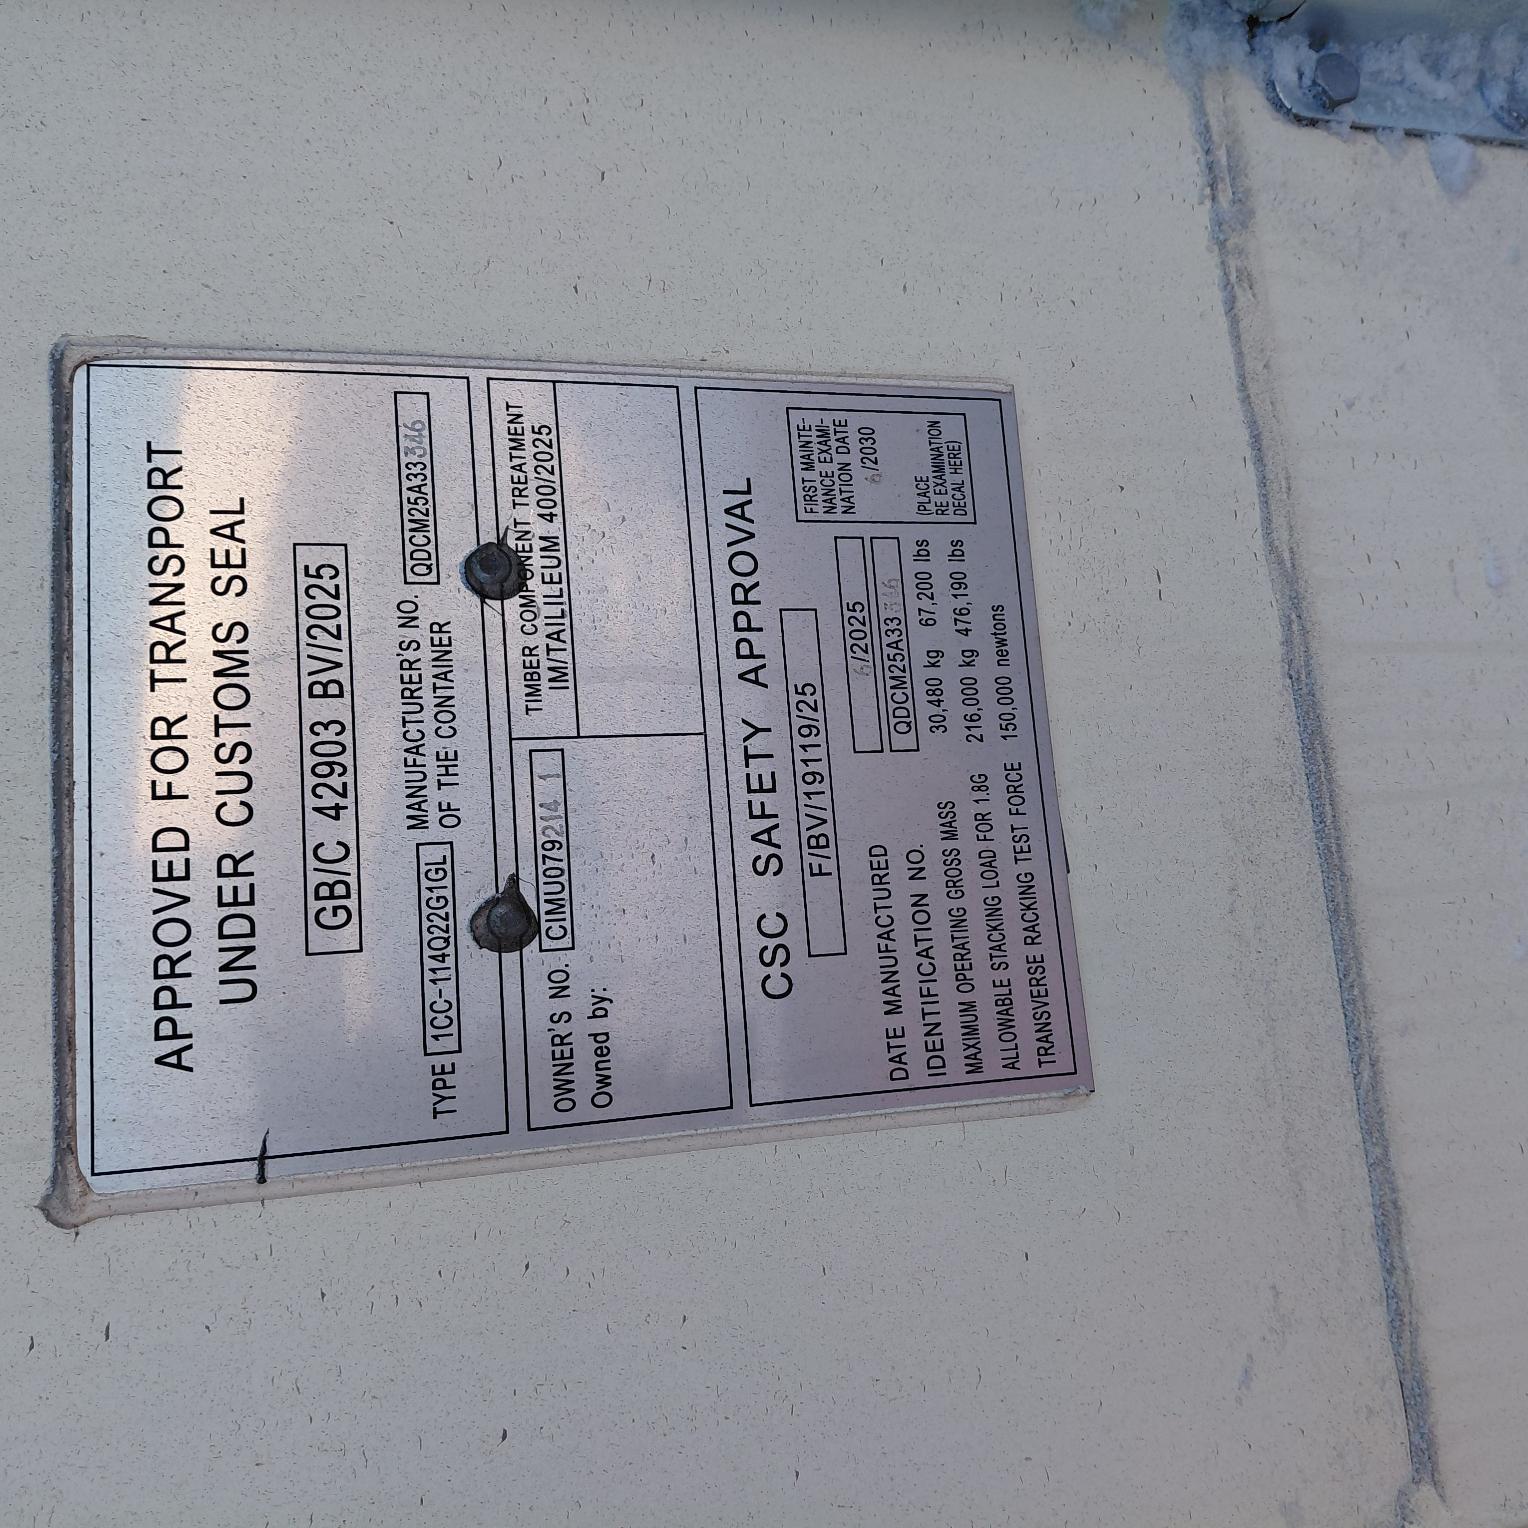 APPROVED FOR TRANSPORT
UNDER CUSTOMS SEAL
GB/C 42903 BV/2025
TYPE 1CC-114Q22G1GL MANUFACTURER'S NO. OF THE CONTAINER QDCM25A33346
OWNER'S NO. CIMU079214 1
Owned by:
TIMBER COMPONENT TREATMENT
IM/TAILILEUM 400/2025
CSC SAFETY APPROVAL
F/BV/19119/25
DATE MANUFACTURED 6/2025
IDENTIFICATION NO. QDCM25A33346
MAXIMUM OPERATING GROSS MASS 30,480 kg 67,200 lbs
ALLOWABLE STACKING LOAD FOR 1.8G 216,000 kg 476,190 lbs
TRANSVERSE RACKING TEST FORCE 150,000 newtons
FIRST MAINTE-
NANCE EXAMI-
NATION DATE
6/2030
(PLACE
RE EXAMINATION
DECAL HERE)